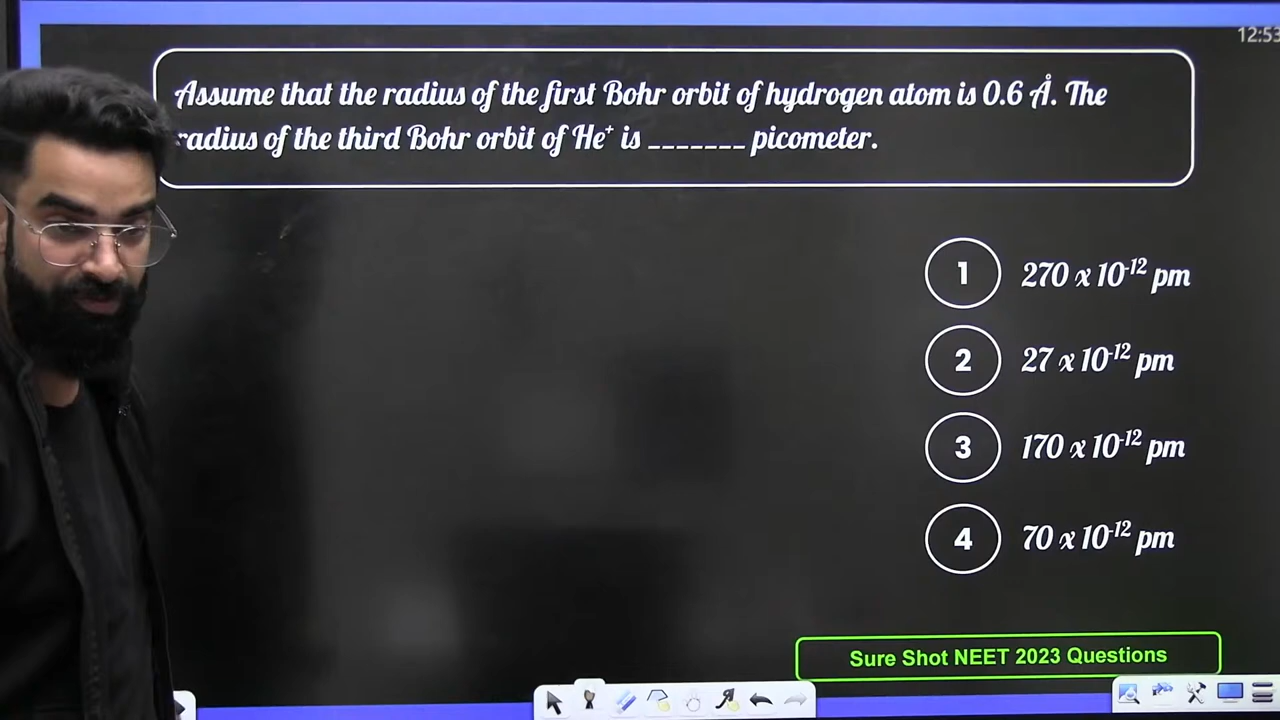 12:53
Assume that the radius of the first Bohr orbit of hydrogen atom is 0.6 Å. The
radius of the third Bohr orbit of He⁺ is _______ picometer.
1 270 x 10⁻¹² pm
2 27 x 10⁻¹² pm
3 170 x 10⁻¹² pm
4 70 x 10⁻¹² pm
Sure Shot NEET 2023 Questions